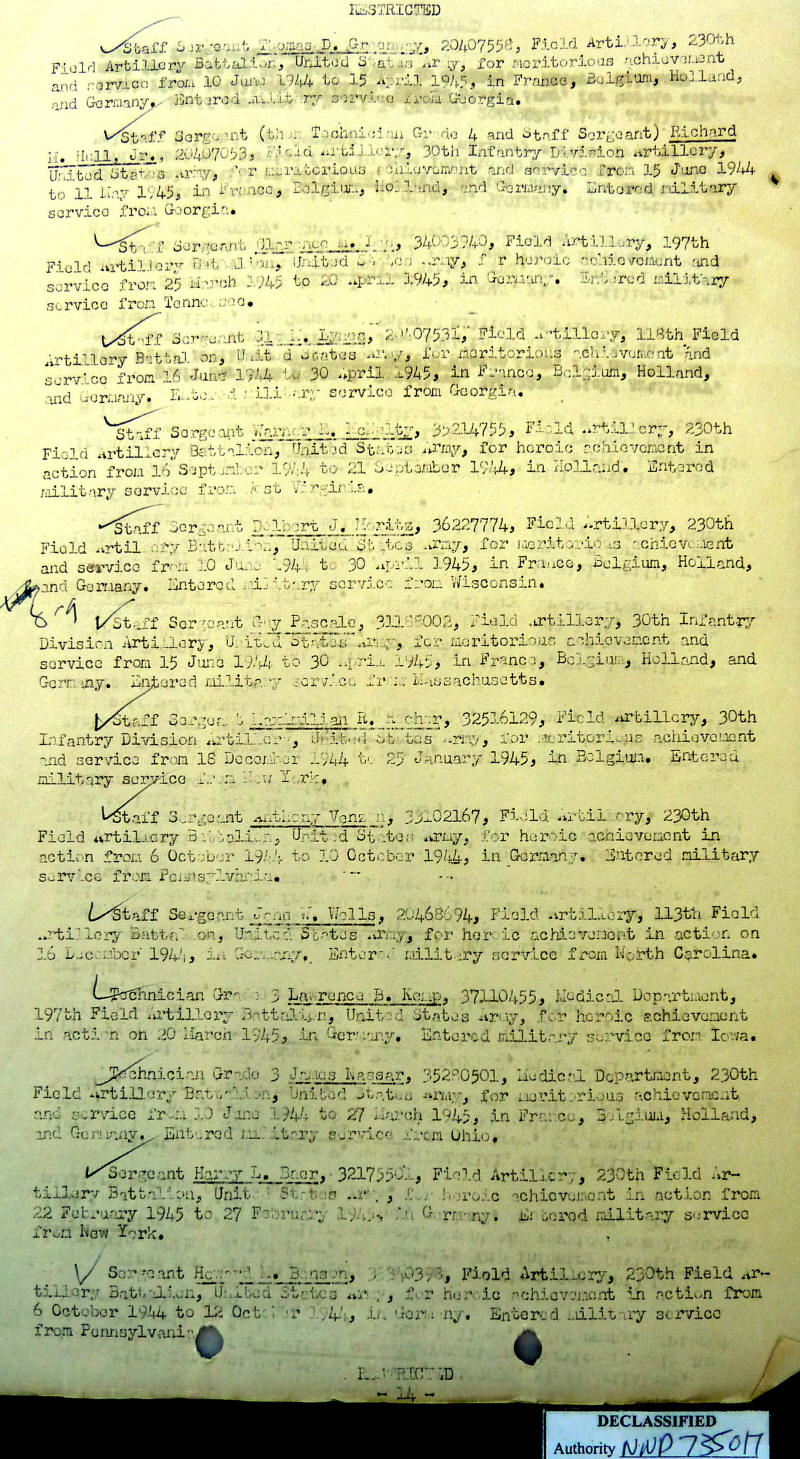 RESTRICTED
Staff Sergeant Thomas D. 20407558, Field Artillery, 230th
Field Artillery Battalion, United States Army, for meritorious achievement
and service from 10 June 1944 to 15 April 1945, in France, Belgium, Holland,
and Germany. Entered military service from Georgia.
Staff Sergeant (then Technician Grade 4 and Staff Sergeant) Richard
Hull, Jr., 20407053, Field Artillery, 30th Infantry Division Artillery,
United States Army, for meritorious achievement and service from 15 June 1944
to 11 May 1945, in France, Belgium, Holland, and Germany. Entered military
service from Georgia.
Staff Sergeant 34003940, Field Artillery, 197th
Field Artillery Battalion, United States Army, for heroic achievement and
service from 25 March 1945 to 20 April 1945, in Germany. Entered military
service from Tennessee.
Staff Sergeant Field Artillery, 118th Field
Artillery Battalion, United States Army, for meritorious achievement and
service from 16 June 1944 to 30 April 1945, in France, Belgium, Holland,
and Germany. Entered military service from Georgia.
Staff Sergeant 35214755, Field Artillery, 230th
Field Artillery Battalion, United States Army, for heroic achievement in
action from 16 September 1944 to 21 September 1944, in Holland. Entered
military service from West Virginia.
Staff Sergeant Delbert J. Moritz, 36227774, Field Artillery, 230th
Field Artillery Battalion, United States Army, for meritorious achievement
and service from 10 June 1944 to 30 April 1945, in France, Belgium, Holland,
and Germany. Entered military service from Wisconsin.
Staff Sergeant Guy Pascale, Field Artillery, 30th Infantry
Division Artillery, United States Army, for meritorious achievement and
service from 15 June 1944 to 30 April 1945, in France, Belgium, Holland, and
Germany. Entered military service from Massachusetts.
Staff Sergeant Maximilian R. 32516129, Field Artillery, 30th
Infantry Division Artillery, United States Army, for meritorious achievement
and service from 18 December 1944 to 25 January 1945, in Belgium. Entered
military service from New York.
Staff Sergeant Anthony 33102167, Field Artillery, 230th
Field Artillery Battalion, United States Army, for heroic achievement in
action from 6 October 1944 to 10 October 1944, in Germany. Entered military
service from Pennsylvania.
Staff Sergeant John W. Wells, 20468694, Field Artillery, 113th Field
Artillery Battalion, United States Army, for heroic achievement in action on
16 December 1944, in Germany. Entered military service from North Carolina.
Technician Grade 3 Lawrence B. Kemp, 37110455, Medical Department,
197th Field Artillery Battalion, United States Army, for heroic achievement
in action on 20 March 1945, in Germany. Entered military service from Iowa.
Technician Grade 3 James Nassar, 35280501, Medical Department, 230th
Field Artillery Battalion, United States Army, for meritorious achievement
and service from 10 June 1944 to 27 March 1945, in France, Belgium, Holland,
and Germany. Entered military service from Ohio.
Sergeant Harry L. Baer, Field Artillery, 230th Field Ar-
tillery Battalion, United States Army, for heroic achievement in action from
22 February 1945 to 27 February 1945, in Germany. Entered military service
from New York.
Sergeant Benson, Field Artillery, 230th Field Ar-
tillery Battalion, United States Army, for heroic achievement in action from
6 October 1944 to 12 October 1944, in Germany. Entered military service
from Pennsylvania
RESTRICTED
- 14 -
DECLASSIFIED
Authority NND 735017